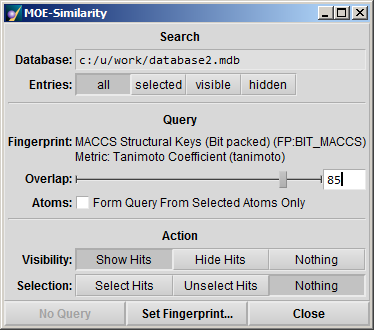 MOE-Similarity
Search
Database: c:/u/work/database2.mdb
Entries: all selected visible hidden
Query
Fingerprint: MACCS Structural Keys (Bit packed) (FP:BIT_MACCS)
Metric: Tanimoto Coefficient (tanimoto)
Overlap: 85
Atoms: Form Query From Selected Atoms Only
Action
Visibility: Show Hits Hide Hits Nothing
Selection: Select Hits Unselect Hits Nothing
No Query Set Fingerprint... Close